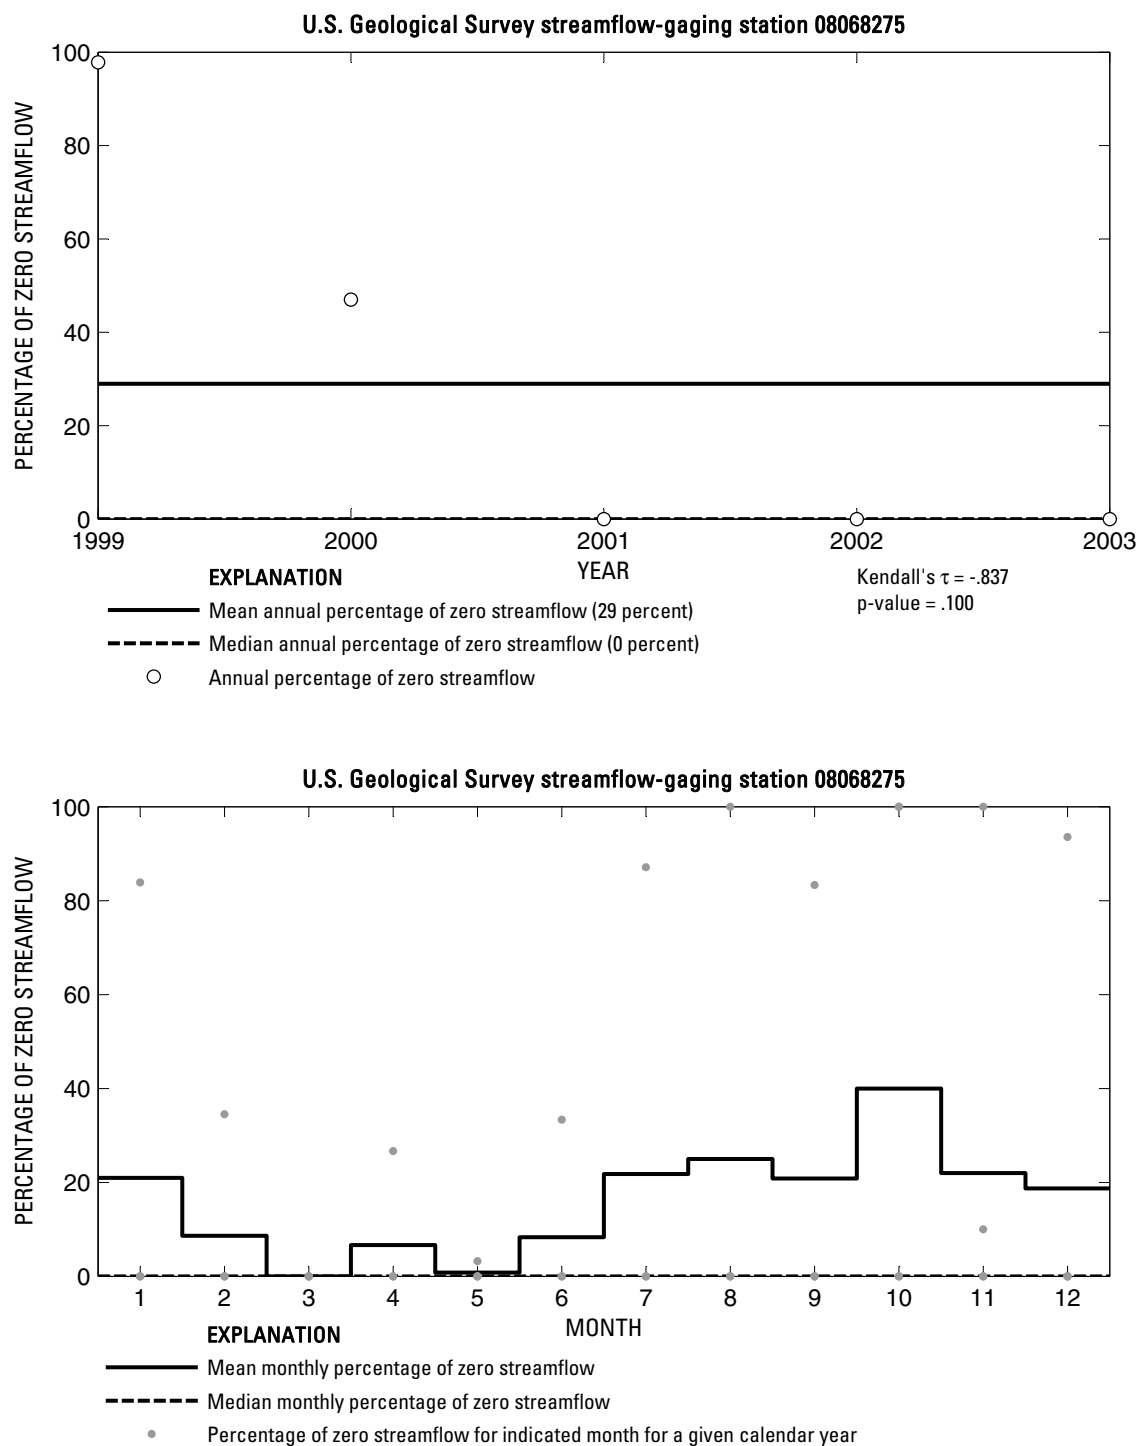 U.S. Geological Survey streamflow-gaging station 08068275
PERCENTAGE OF ZERO STREAMFLOW
100
80
60
40
20
0
1999 2000 2001 2002 2003
YEAR
Kendall's τ = -.837
p-value = .100
EXPLANATION
Mean annual percentage of zero streamflow (29 percent)
Median annual percentage of zero streamflow (0 percent)
Annual percentage of zero streamflow
U.S. Geological Survey streamflow-gaging station 08068275
PERCENTAGE OF ZERO STREAMFLOW
100
80
60
40
20
0
1 2 3 4 5 6 7 8 9 10 11 12
MONTH
EXPLANATION
Mean monthly percentage of zero streamflow
Median monthly percentage of zero streamflow
Percentage of zero streamflow for indicated month for a given calendar year